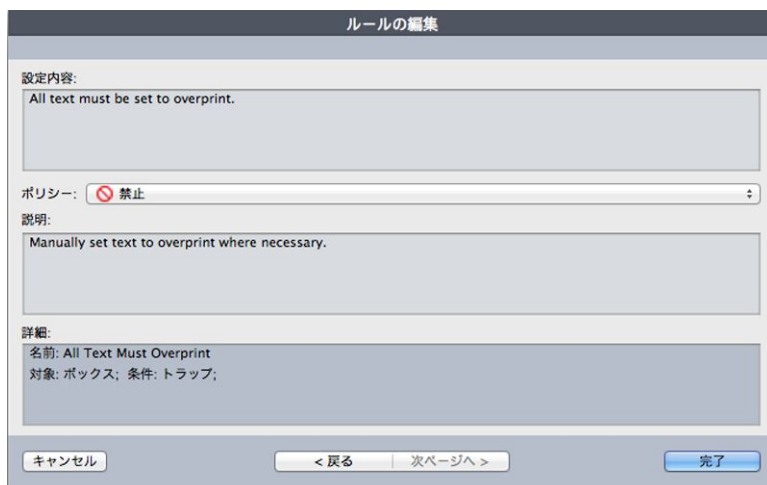 ルールの編集
設定内容:
All text must be set to overprint.
ポリシー: 禁止
説明:
Manually set text to overprint where necessary.
詳細:
名前: All Text Must Overprint
対象: ボックス; 条件: トラップ;
キャンセル < 戻る 次ページへ > 完了